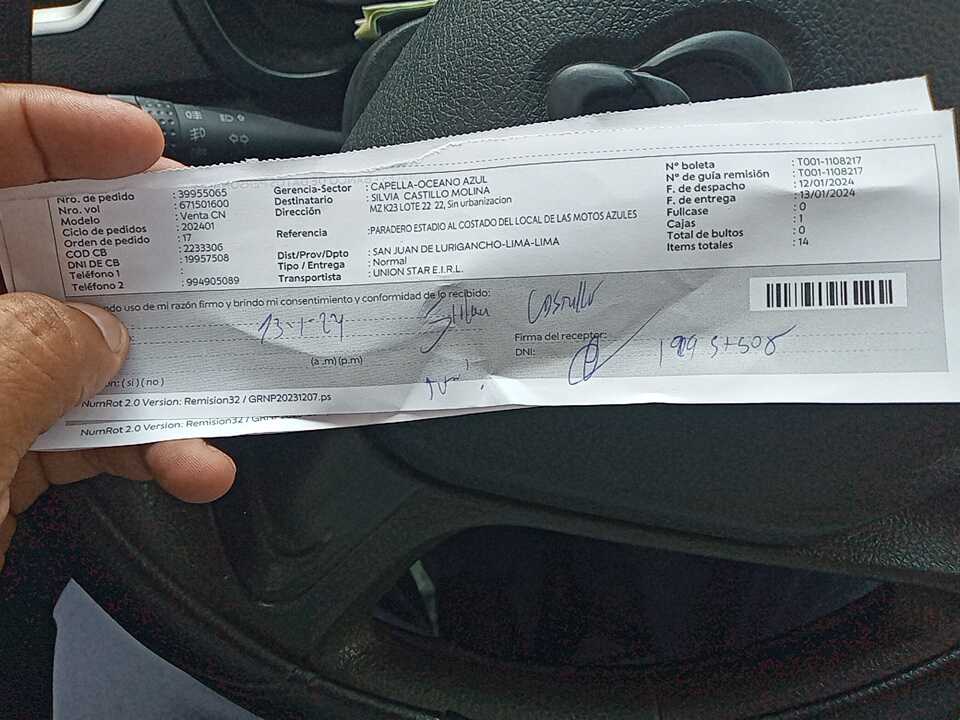 Nro. de pedido : 39955065
Nro. vol : 671501600
Modelo : Venta CN
Ciclo de pedidos : 202401
Orden de pedido : 17
COD CB : 2233306
DNI DE CB : 19957508
Teléfono 1 :
Teléfono 2 : 994905089
Gerencia-Sector : CAPELLA-OCEANO AZUL
Destinatario : SILVIA CASTILLO MOLINA
Dirección MZ K23 LOTE 22 22, Sin urbanizacion
Referencia : PARADERO ESTADIO AL COSTADO DEL LOCAL DE LAS MOTOS AZULES
Dist/Prov/Dpto : SAN JUAN DE LURIGANCHO-LIMA-LIMA
Tipo / Entrega : Normal
Transportista : UNION STAR E.I.R.L.
Nº boleta : T001-1108217
Nº de guía remisión : T001-1108217
F. de despacho : 12/01/2024
F. de entrega : 13/01/2024
Fullcase : 0
Cajas : 1
Total de bultos : 0
Items totales : 14
uso de mi razón firmo y brindo mi consentimiento y conformidad de lo recibido:
13-1-24 Castillo
Firma del receptor:
DNI:
(a .m) (p.m)
( si ) ( no )
NumRot 2.0 Version: Remision32 / GRNP20231207.ps
NumRot 2.0 Version: Remision32 /